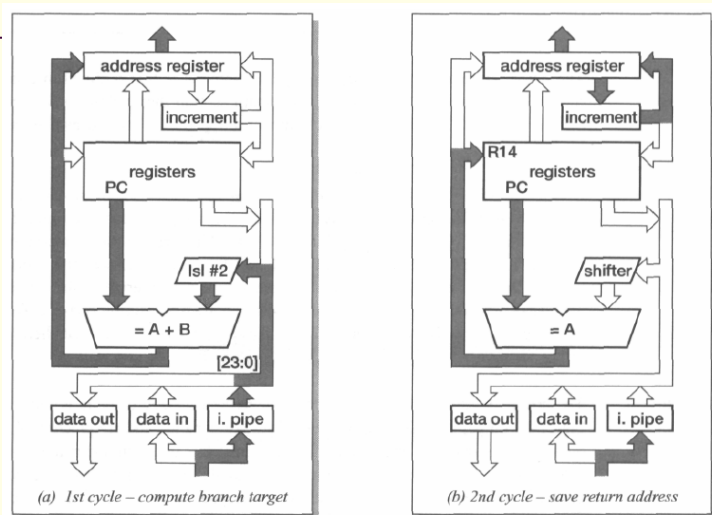 address register
increment
registers
PC
lsl #2
= A + B
[23:0]
data out
data in
i. pipe
(a) 1st cycle – compute branch target
address register
increment
R14
registers
PC
shifter
= A
data out
data in
i. pipe
(b) 2nd cycle – save return address